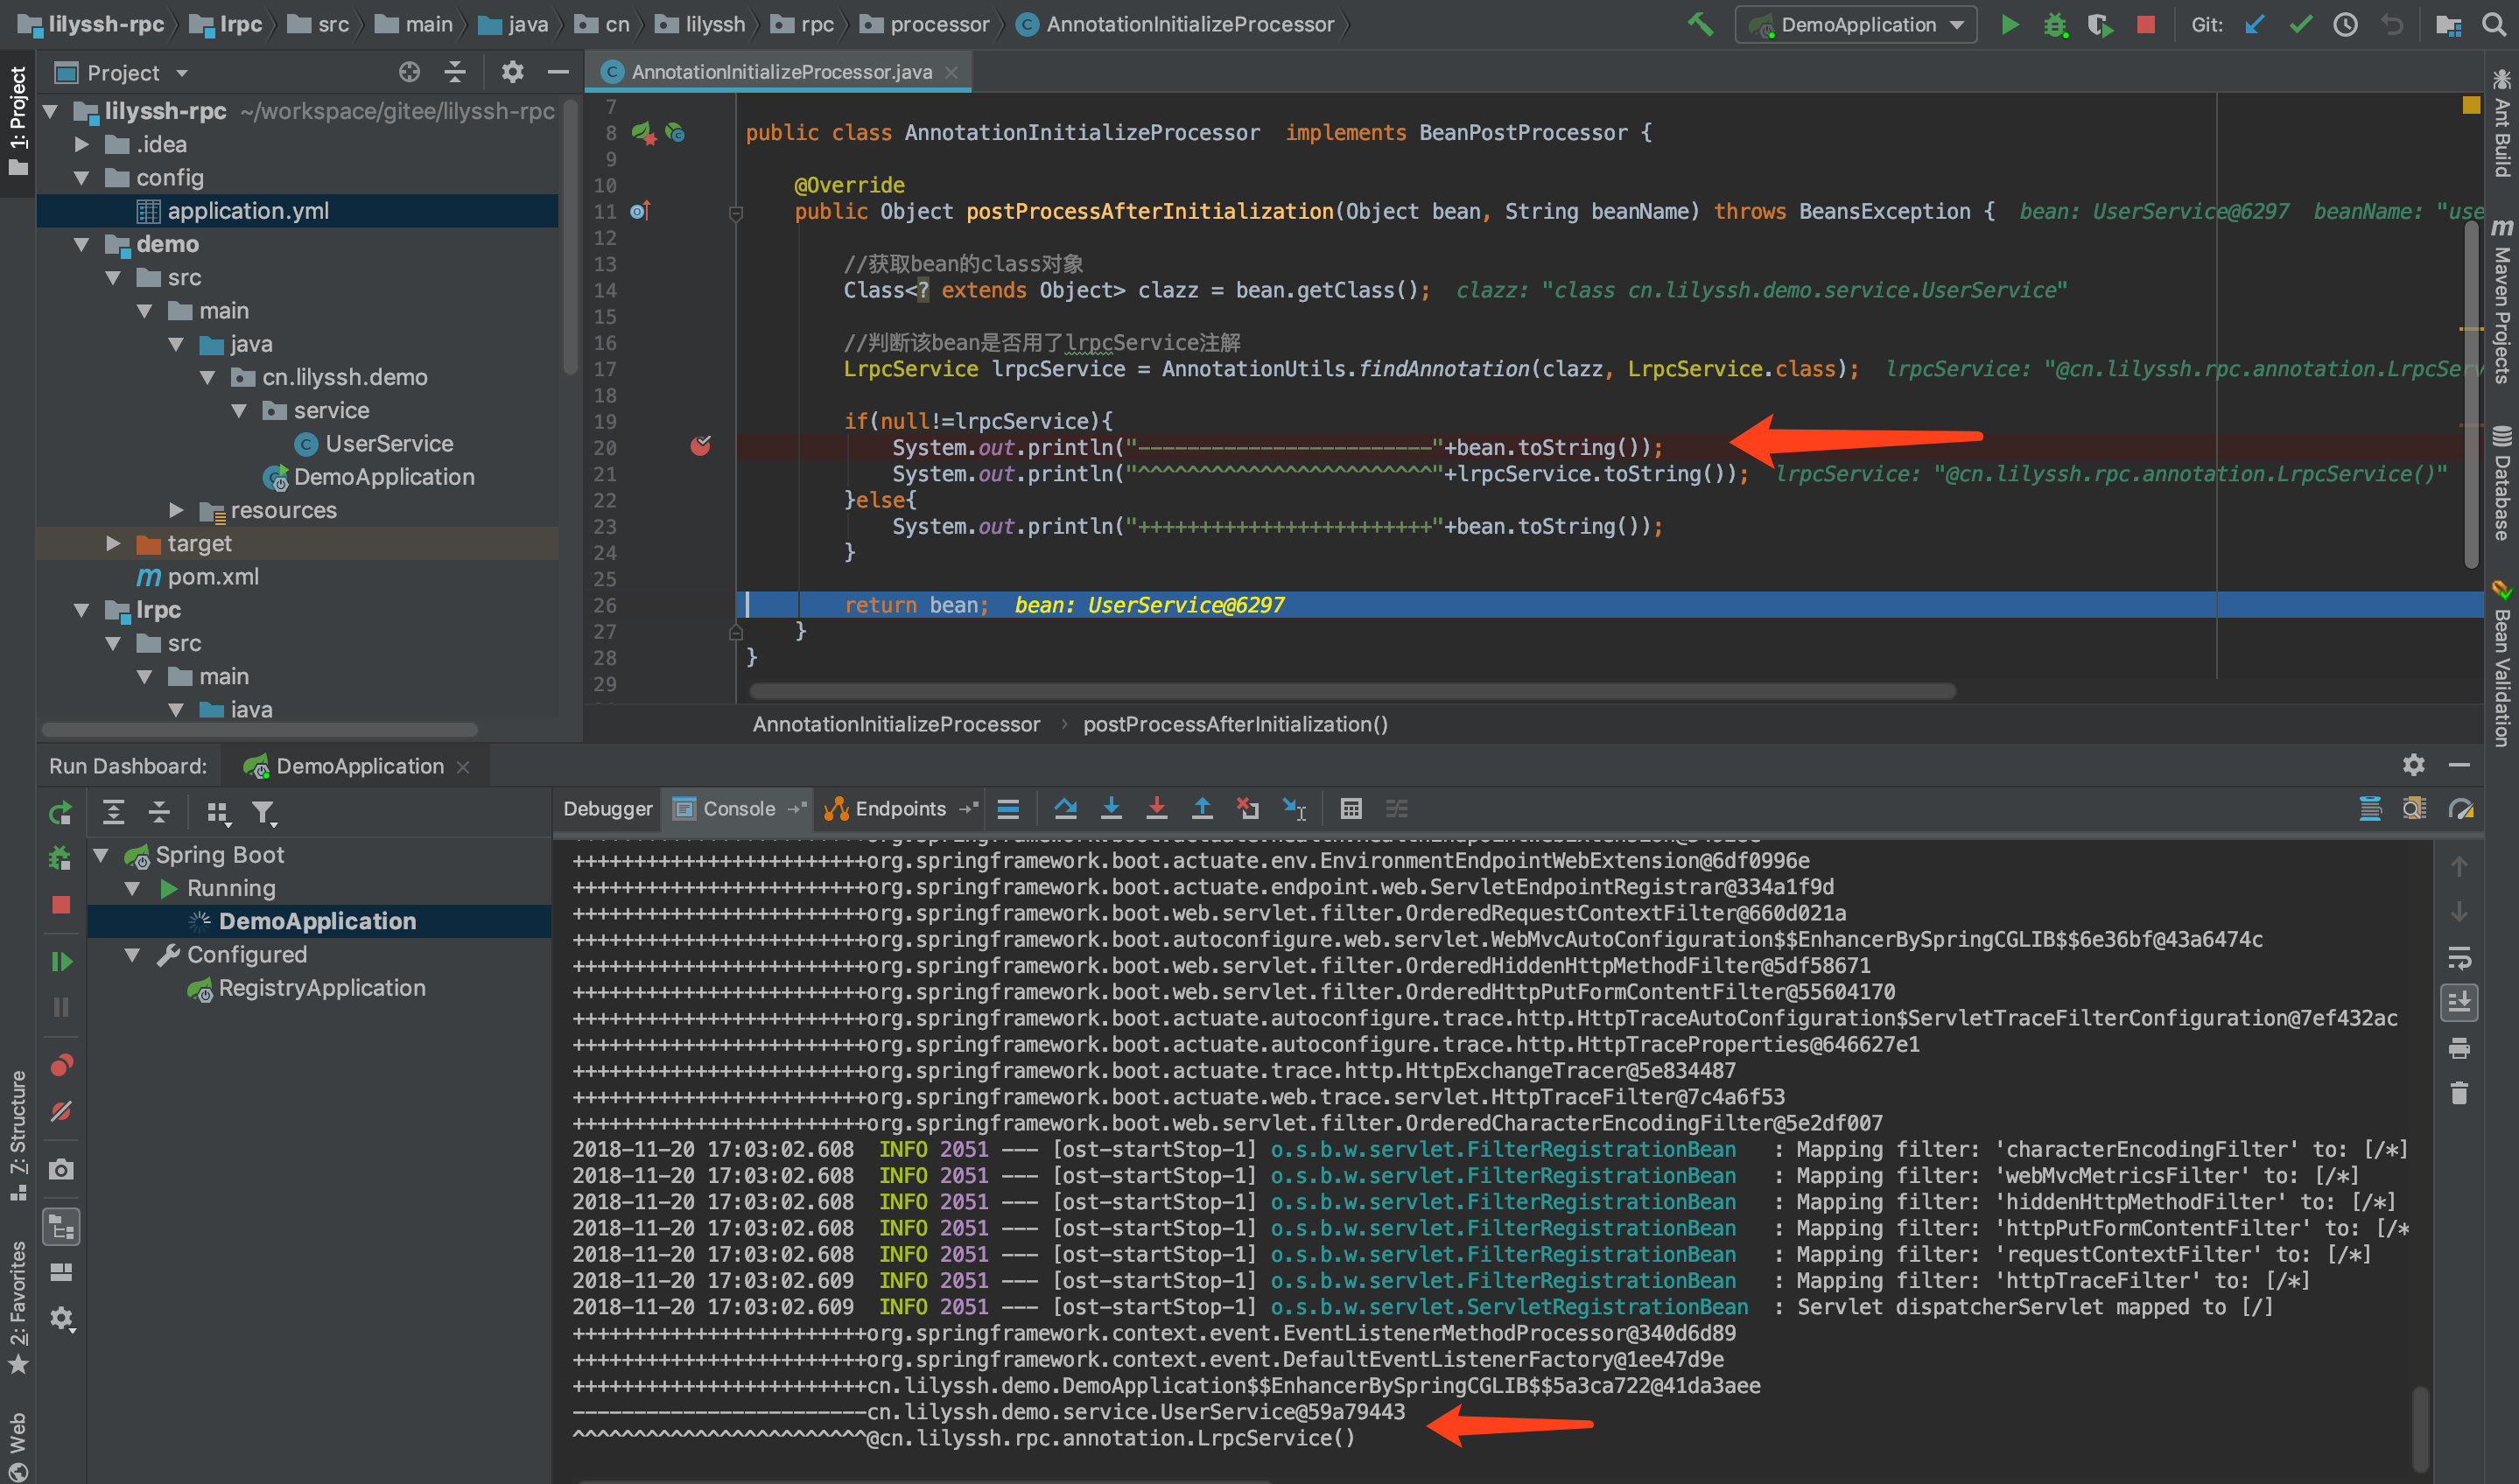 lilyssh-rpc lrpc src main java cn lilyssh rpc processor AnnotationInitializeProcessor DemoApplication Git:
1: Project
Project
lilyssh-rpc ~/workspace/gitee/lilyssh-rpc
.idea
config
application.yml
demo
src
main
java
cn.lilyssh.demo
service
UserService
DemoApplication
resources
target
pom.xml
lrpc
src
main
java
AnnotationInitializeProcessor.java
7
8 public class AnnotationInitializeProcessor  implements BeanPostProcessor {
9
10 @Override
11 public Object postProcessAfterInitialization(Object bean, String beanName) throws BeansException {  bean: UserService@6297  beanName: "use
12
13 //获取bean的class对象
14 Class<? extends Object> clazz = bean.getClass();  clazz: "class cn.lilyssh.demo.service.UserService"
15
16 //判断该bean是否用了lrpcService注解
17 LrpcService lrpcService = AnnotationUtils.findAnnotation(clazz, LrpcService.class);  lrpcService: "@cn.lilyssh.rpc.annotation.LrpcServ
18
19 if(null!=lrpcService){
20 System.out.println("------------------------"+bean.toString());
21 System.out.println("^^^^^^^^^^^^^^^^^^^^^^^^"+lrpcService.toString());  lrpcService: "@cn.lilyssh.rpc.annotation.LrpcService()"
22 }else{
23 System.out.println("++++++++++++++++++++++++"+bean.toString());
24 }
25
26 return bean;  bean: UserService@6297
27 }
28 }
29
AnnotationInitializeProcessor › postProcessAfterInitialization()
Ant Build
Maven Projects
Database
Bean Validation
Run Dashboard: DemoApplication
Debugger Console Endpoints
Spring Boot
Running
DemoApplication
Configured
RegistryApplication
7: Structure
2: Favorites
Web
++++++++++++++++++++++++org.springframework.boot.actuate.env.EnvironmentEndpointWebExtension@6df0996e
++++++++++++++++++++++++org.springframework.boot.actuate.endpoint.web.ServletEndpointRegistrar@334a1f9d
++++++++++++++++++++++++org.springframework.boot.web.servlet.filter.OrderedRequestContextFilter@660d021a
++++++++++++++++++++++++org.springframework.boot.autoconfigure.web.servlet.WebMvcAutoConfiguration$$EnhancerBySpringCGLIB$$6e36bf@43a6474c
++++++++++++++++++++++++org.springframework.boot.web.servlet.filter.OrderedHiddenHttpMethodFilter@5df58671
++++++++++++++++++++++++org.springframework.boot.web.servlet.filter.OrderedHttpPutFormContentFilter@55604170
++++++++++++++++++++++++org.springframework.boot.actuate.autoconfigure.trace.http.HttpTraceAutoConfiguration$ServletTraceFilterConfiguration@7ef432ac
++++++++++++++++++++++++org.springframework.boot.actuate.autoconfigure.trace.http.HttpTraceProperties@646627e1
++++++++++++++++++++++++org.springframework.boot.actuate.trace.http.HttpExchangeTracer@5e834487
++++++++++++++++++++++++org.springframework.boot.actuate.web.trace.servlet.HttpTraceFilter@7c4a6f53
++++++++++++++++++++++++org.springframework.boot.web.servlet.filter.OrderedCharacterEncodingFilter@5e2df007
2018-11-20 17:03:02.608  INFO 2051 --- [ost-startStop-1] o.s.b.w.servlet.FilterRegistrationBean   : Mapping filter: 'characterEncodingFilter' to: [/*]
2018-11-20 17:03:02.608  INFO 2051 --- [ost-startStop-1] o.s.b.w.servlet.FilterRegistrationBean   : Mapping filter: 'webMvcMetricsFilter' to: [/*]
2018-11-20 17:03:02.608  INFO 2051 --- [ost-startStop-1] o.s.b.w.servlet.FilterRegistrationBean   : Mapping filter: 'hiddenHttpMethodFilter' to: [/*]
2018-11-20 17:03:02.608  INFO 2051 --- [ost-startStop-1] o.s.b.w.servlet.FilterRegistrationBean   : Mapping filter: 'httpPutFormContentFilter' to: [/*
2018-11-20 17:03:02.608  INFO 2051 --- [ost-startStop-1] o.s.b.w.servlet.FilterRegistrationBean   : Mapping filter: 'requestContextFilter' to: [/*]
2018-11-20 17:03:02.609  INFO 2051 --- [ost-startStop-1] o.s.b.w.servlet.FilterRegistrationBean   : Mapping filter: 'httpTraceFilter' to: [/*]
2018-11-20 17:03:02.609  INFO 2051 --- [ost-startStop-1] o.s.b.w.servlet.ServletRegistrationBean  : Servlet dispatcherServlet mapped to [/]
++++++++++++++++++++++++org.springframework.context.event.EventListenerMethodProcessor@340d6d89
++++++++++++++++++++++++org.springframework.context.event.DefaultEventListenerFactory@1ee47d9e
++++++++++++++++++++++++cn.lilyssh.demo.DemoApplication$$EnhancerBySpringCGLIB$$5a3ca722@41da3aee
------------------------cn.lilyssh.demo.service.UserService@59a79443
^^^^^^^^^^^^^^^^^^^^^^^^@cn.lilyssh.rpc.annotation.LrpcService()